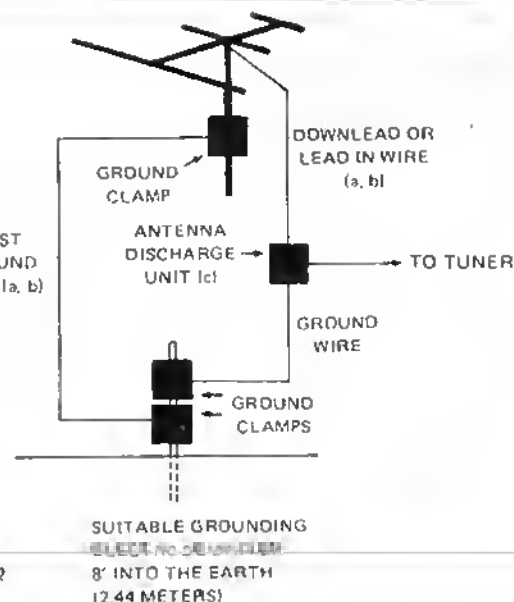 DOWNLEAD OR
LEAD IN WIRE
(a, b)
GROUND
CLAMP
ANTENNA
DISCHARGE
UNIT (c)
TO TUNER
ST
UND
(a, b)
GROUND
WIRE
GROUND
CLAMPS
SUITABLE GROUNDING
8' INTO THE EARTH
(2.44 METERS)